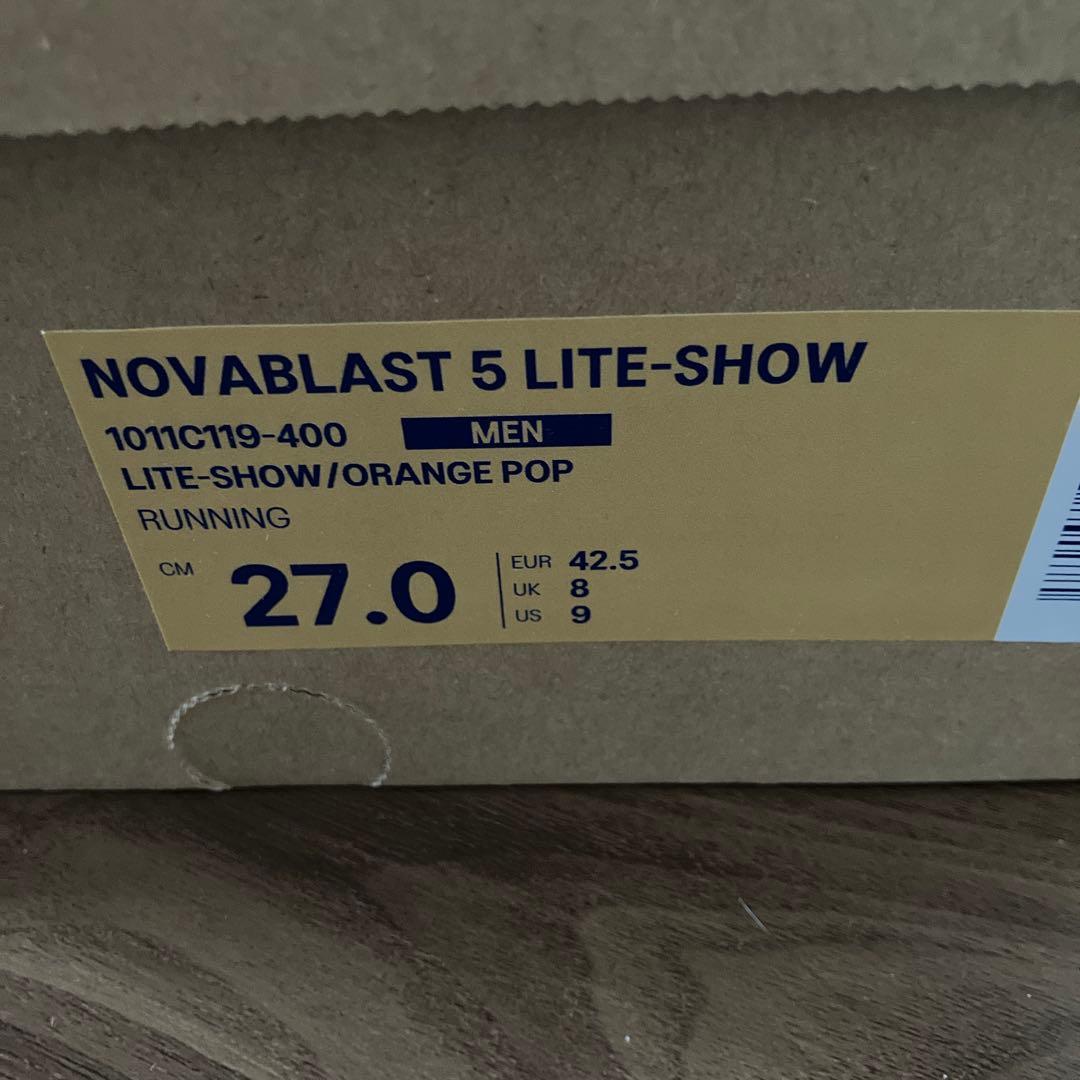 NOVABLAST 5 LITE-SHOW
1011C119-400 MEN
LITE-SHOW/ORANGE POP
RUNNING
CM 27.0
EUR 42.5
UK 8
US 9